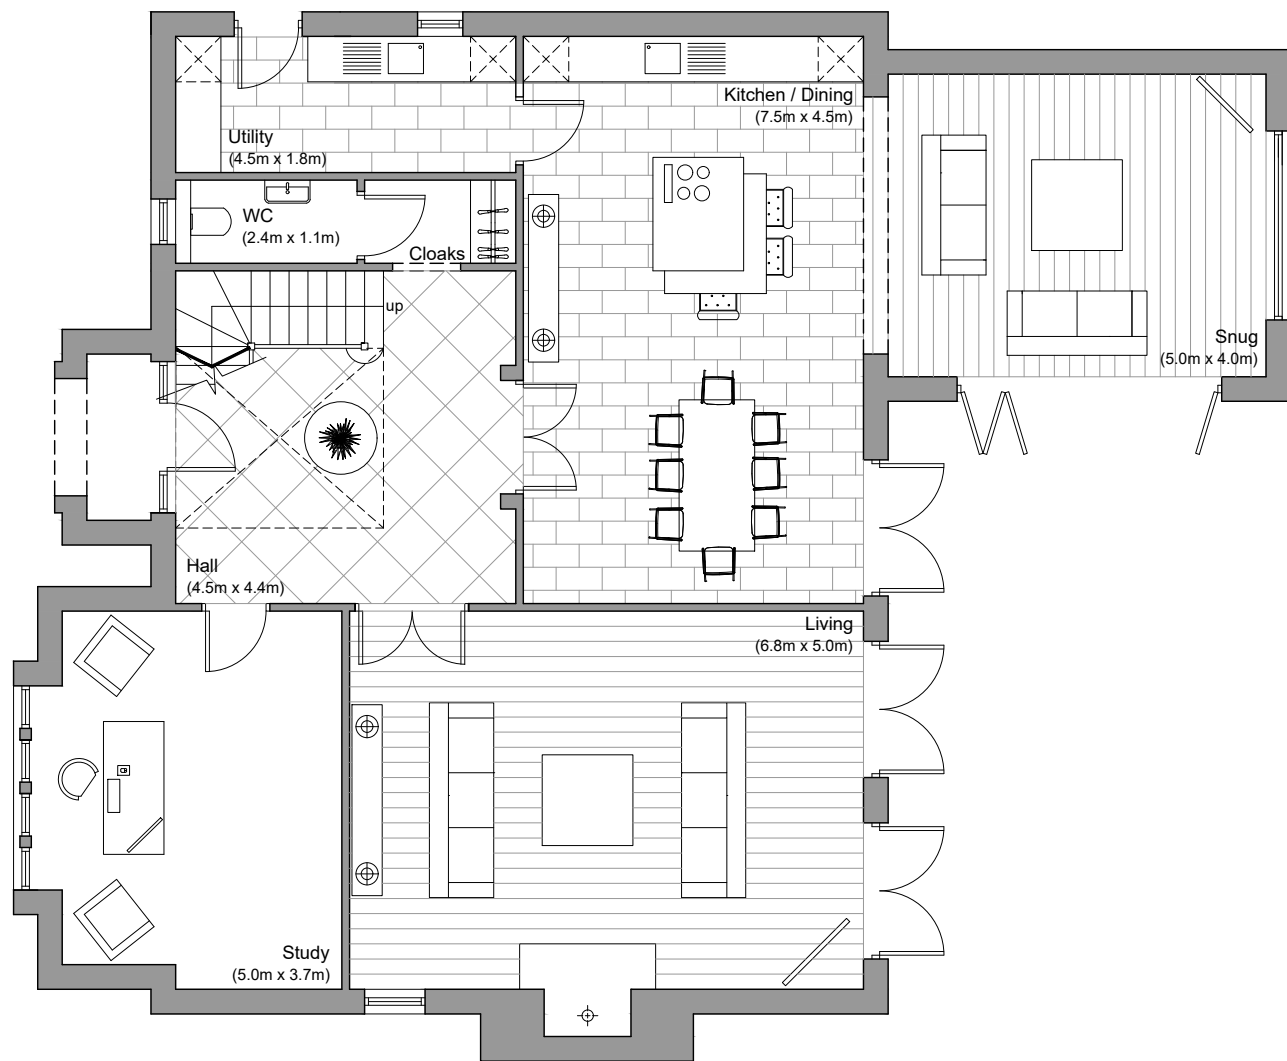 Kitchen / Dining
(7.5m x 4.5m)
Utility
(4.5m x 1.8m)
WC
(2.4m x 1.1m)
Cloaks
up
Snug
(5.0m x 4.0m)
Hall
(4.5m x 4.4m)
Living
(6.8m x 5.0m)
Study
(5.0m x 3.7m)